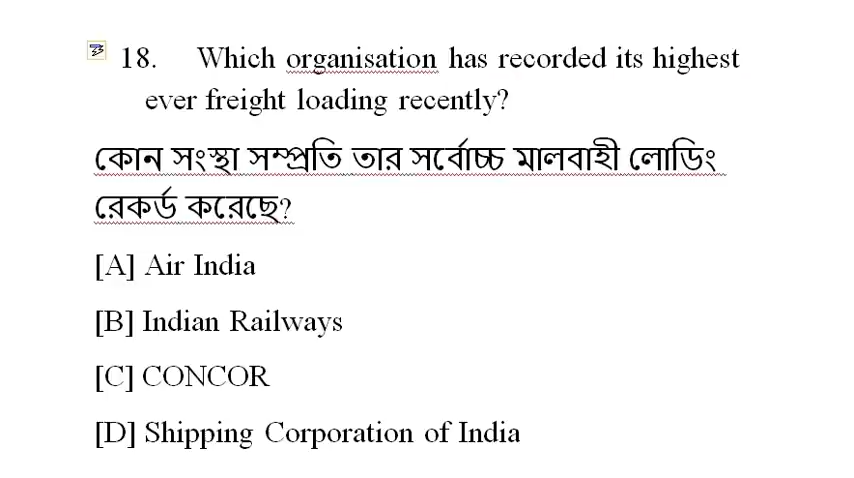 18. Which organisation has recorded its highest
ever freight loading recently?
কোন সংস্থা সম্প্রতি তার সর্বোচ্চ মালবাহী লোডিং
রেকর্ড করেছে?
[A] Air India
[B] Indian Railways
[C] CONCOR
[D] Shipping Corporation of India